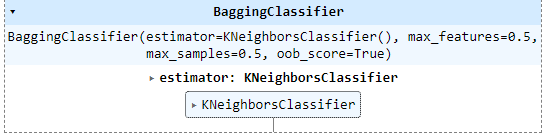 BaggingClassifier
BaggingClassifier(estimator=KNeighborsClassifier(), max_features=0.5,
max_samples=0.5, oob_score=True)
estimator: KNeighborsClassifier
KNeighborsClassifier